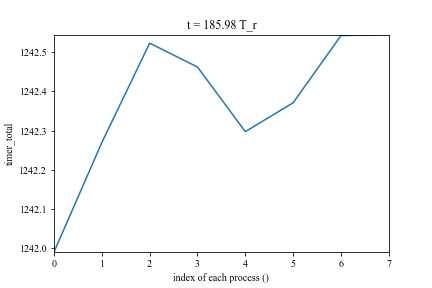 t = 185.98 T_r
1242.5
1242.4
1242.3
1242.2
1242.1
1242.0
timer_total
0 1 2 3 4 5 6 7
index of each process ()